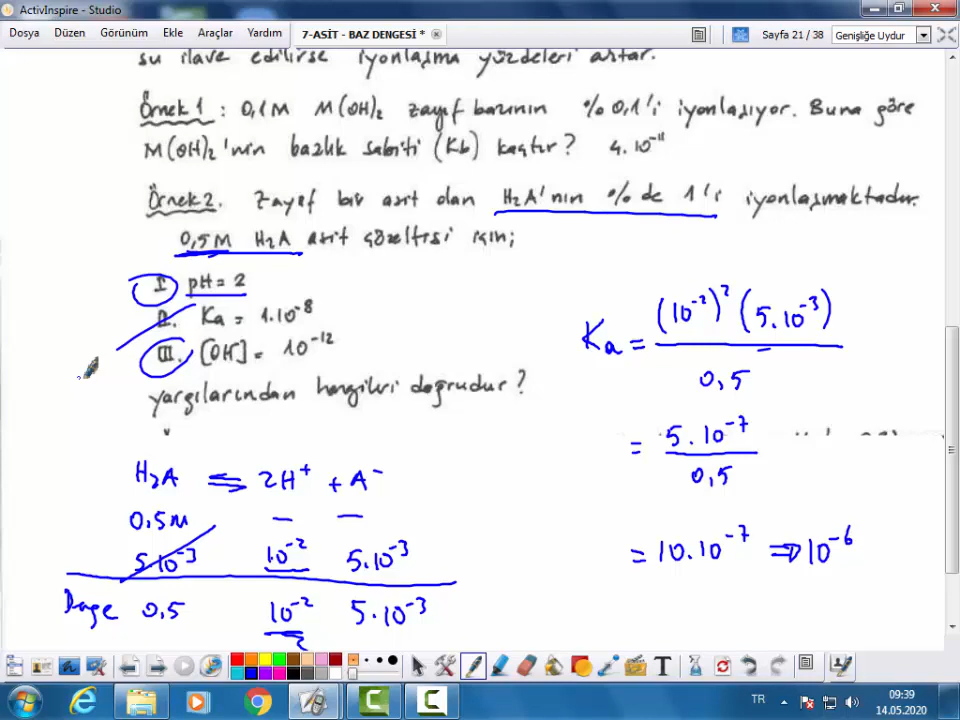 ActivInspire - Studio
Dosya Düzen Görünüm Ekle Araçlar Yardım 7-ASİT - BAZ DENGESİ * Sayfa 21 / 38 Genişliğe Uydur
su ilave edilirse iyonlaşma yüzdeleri artar.
Örnek 1 : 0,1M M(OH)₂ zayıf bazının % 0,1'i iyonlaşıyor. Buna göre
M(OH)₂'nin bazlık sabiti (Kb) kaçtır? 4.10⁻¹¹
Örnek 2. Zayıf bir asit olan H₂A'nın % de 1'i iyonlaşmaktadır.
0,5M H₂A asit çözeltisi için;
I. pH = 2
II. Ka = 1.10⁻⁸
III. [OH⁻] = 10⁻¹²
yargılarından hangileri doğrudur?
Ka = (10⁻²)² (5.10⁻³)
0,5
= 5.10⁻⁷
0,5
= 10.10⁻⁷ ⇒ 10⁻⁶
H₂A ⇌ 2H⁺ + A⁻
0,5M — —
5.10⁻³ 10⁻² 5.10⁻³
Denge 0,5 10⁻² 5.10⁻³
TR 09:39
14.05.2020